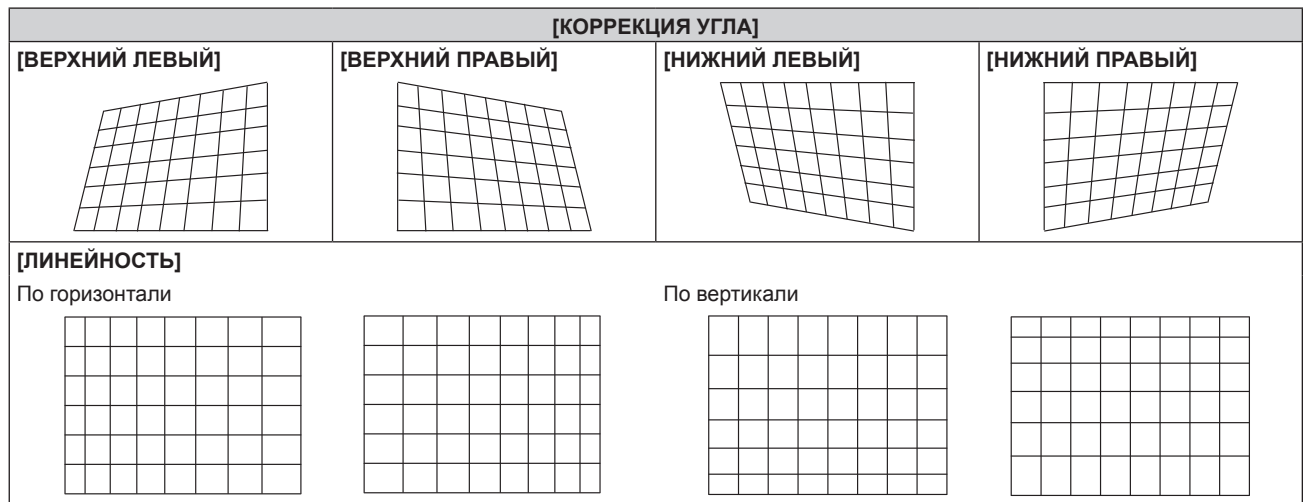 [КОРРЕКЦИЯ УГЛА]
[ВЕРХНИЙ ЛЕВЫЙ] [ВЕРХНИЙ ПРАВЫЙ] [НИЖНИЙ ЛЕВЫЙ] [НИЖНИЙ ПРАВЫЙ]
[ЛИНЕЙНОСТЬ]
По горизонтали По вертикали